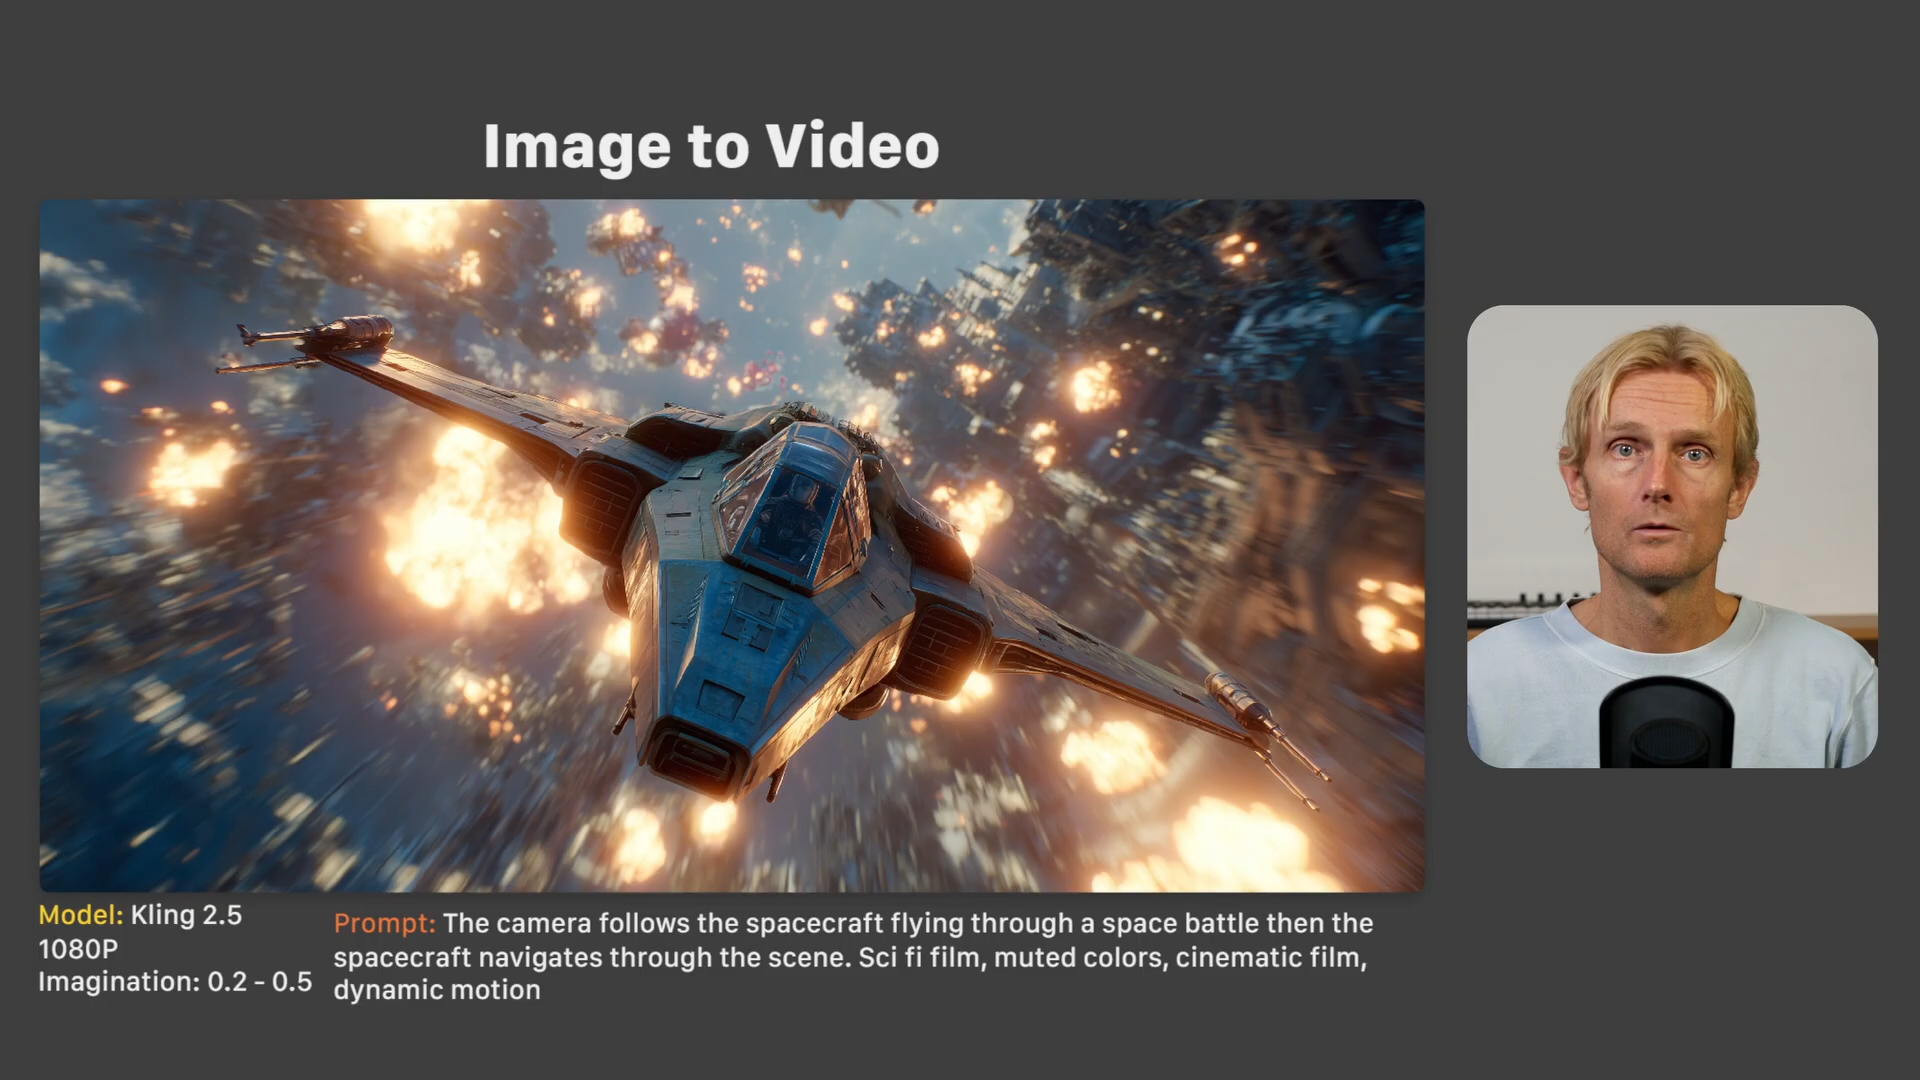 Image to Video
Model: Kling 2.5
1080P
Imagination: 0.2 - 0.5
Prompt: The camera follows the spacecraft flying through a space battle then the
spacecraft navigates through the scene. Sci fi film, muted colors, cinematic film,
dynamic motion